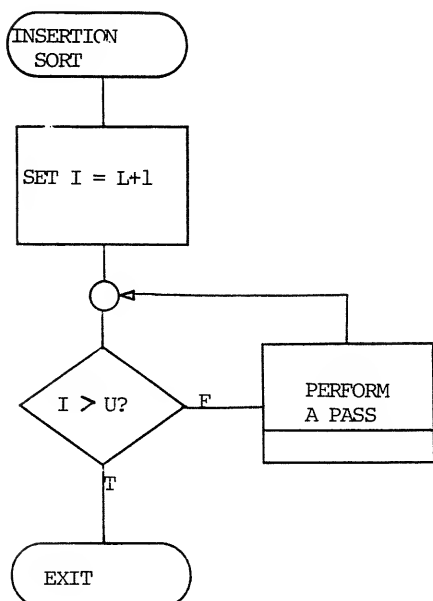 INSERTION
SORT
SET I = L+1
I > U?
F
PERFORM
A PASS
T
EXIT